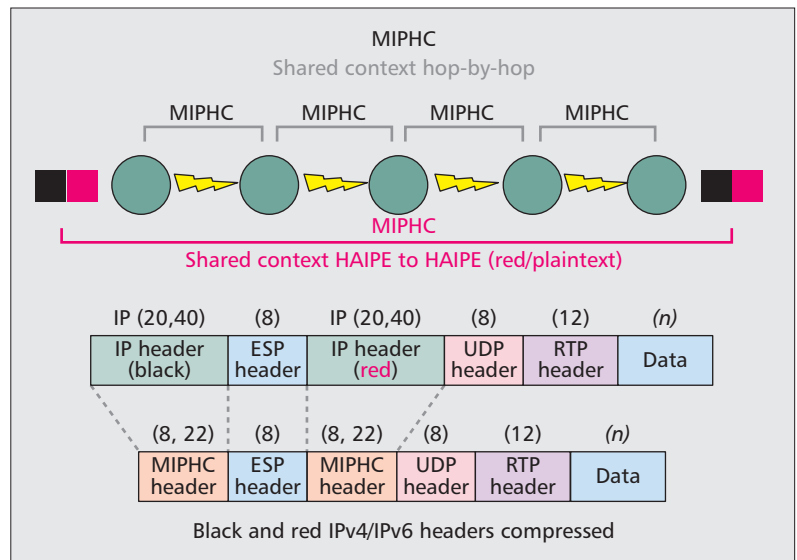 MIPHC
Shared context hop-by-hop
MIPHC MIPHC MIPHC MIPHC
MIPHC
Shared context HAIPE to HAIPE (red/plaintext)
IP (20,40) (8) IP (20,40) (8) (12) (n)
IP header (black)
ESP header
IP header (red)
UDP header
RTP header
Data
(8, 22) (8) (8, 22) (8) (12) (n)
MIPHC header
ESP header
MIPHC header
UDP header
RTP header
Data
Black and red IPv4/IPv6 headers compressed